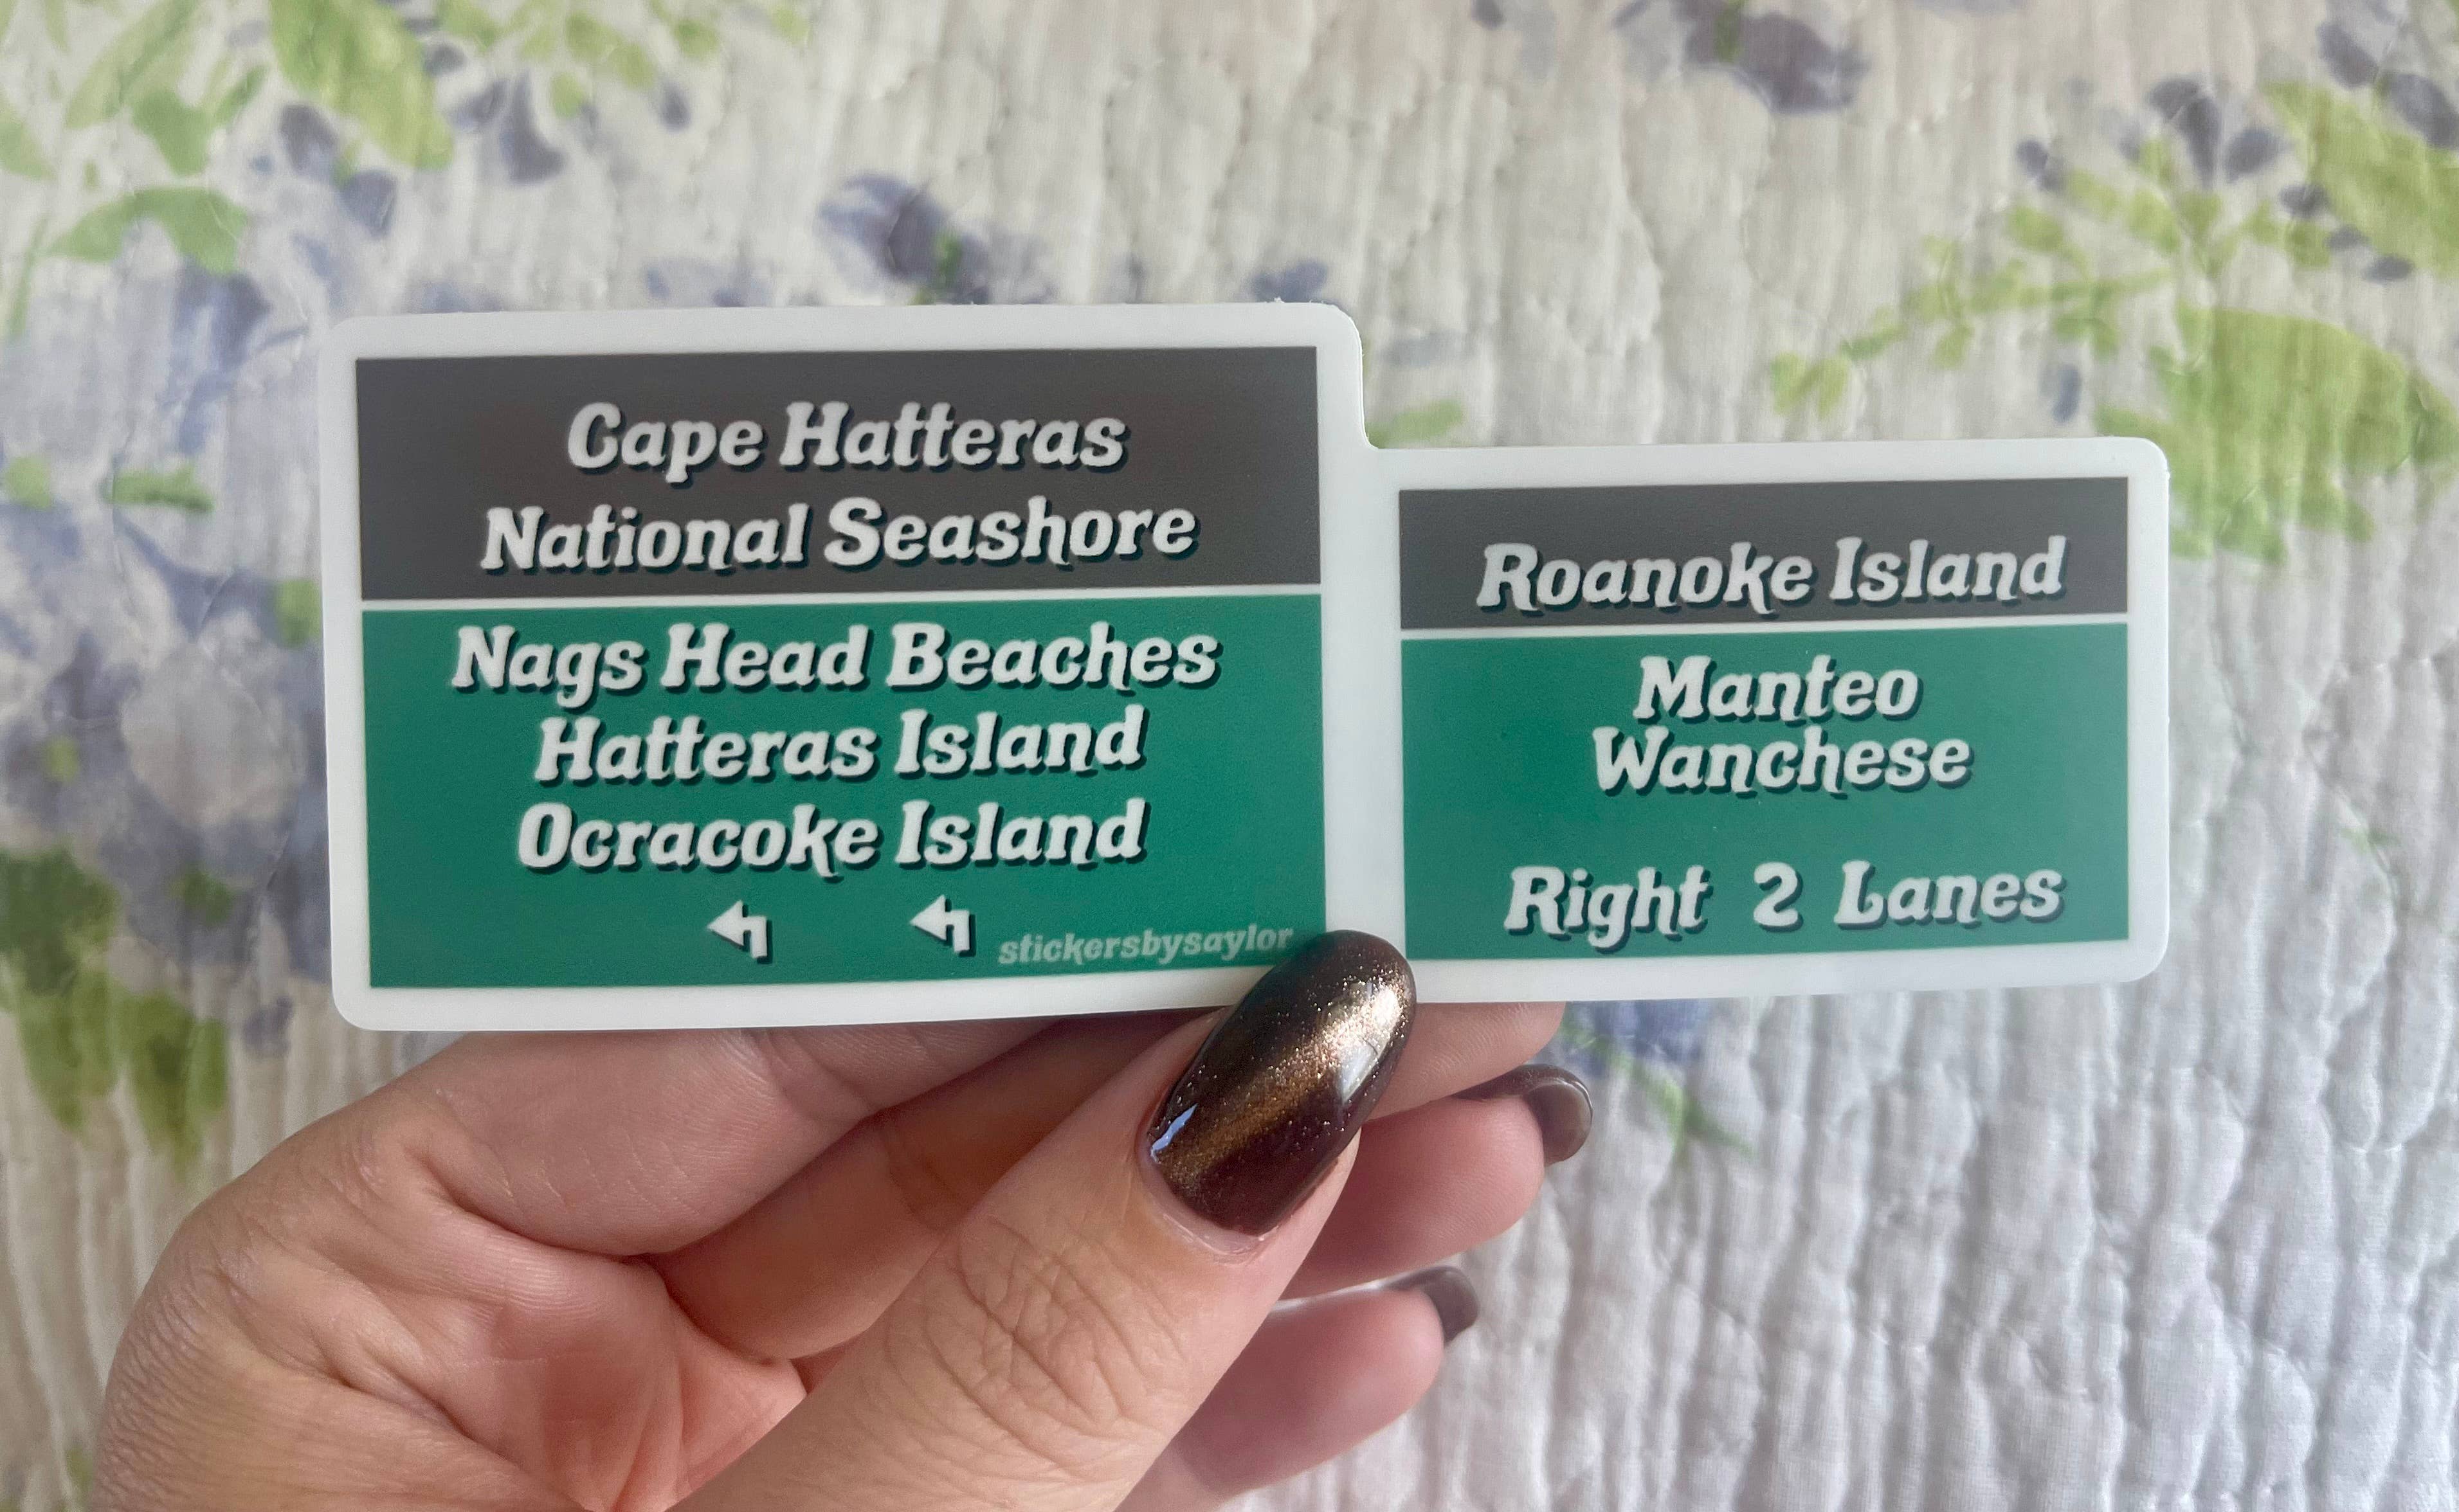 Cape Hatteras
National Seashore
Nags Head Beaches
Hatteras Island
Ocracoke Island
stickersbysaylor
Roanoke Island
Manteo
Wanchese
Right 2 Lanes